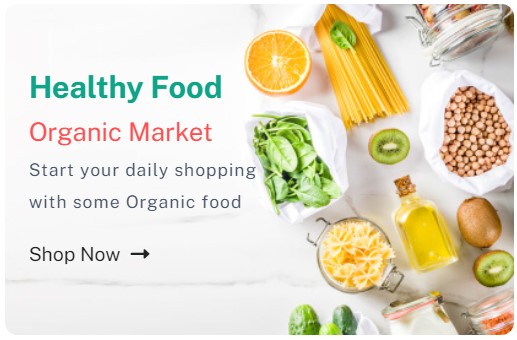 Healthy Food
Organic Market
Start your daily shopping
with some Organic food
Shop Now →